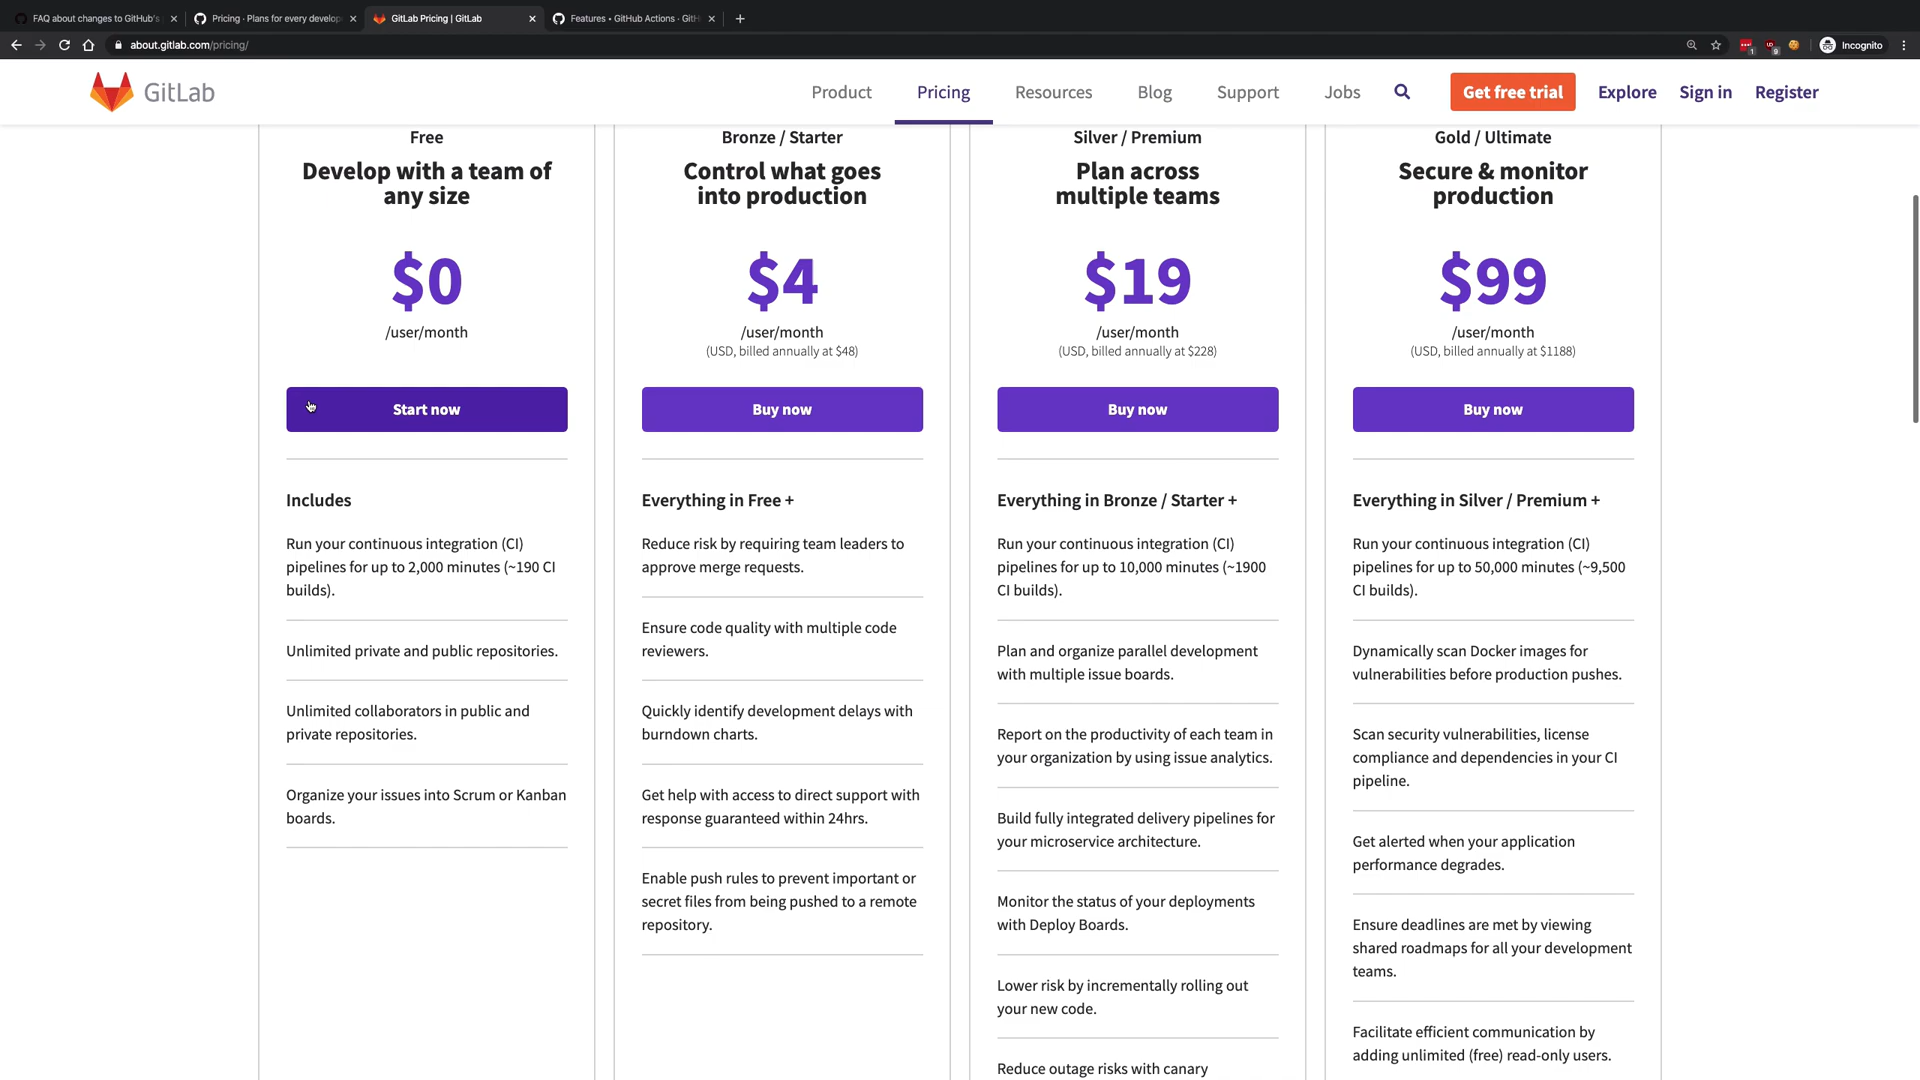 FAQ about changes to GitHub's
Pricing · Plans for every develop
GitLab Pricing | GitLab
Features • GitHub Actions · GitH
about.gitlab.com/pricing/
Incognito
GitLab
Product
Pricing
Resources
Blog
Support
Jobs
Get free trial
Explore
Sign in
Register
Free
Develop with a team of
any size
$0
/user/month
Start now
Includes
Run your continuous integration (CI)
pipelines for up to 2,000 minutes (~190 CI
builds).
Unlimited private and public repositories.
Unlimited collaborators in public and
private repositories.
Organize your issues into Scrum or Kanban
boards.
Bronze / Starter
Control what goes
into production
$4
/user/month
(USD, billed annually at $48)
Buy now
Everything in Free +
Reduce risk by requiring team leaders to
approve merge requests.
Ensure code quality with multiple code
reviewers.
Quickly identify development delays with
burndown charts.
Get help with access to direct support with
response guaranteed within 24hrs.
Enable push rules to prevent important or
secret files from being pushed to a remote
repository.
Silver / Premium
Plan across
multiple teams
$19
/user/month
(USD, billed annually at $228)
Buy now
Everything in Bronze / Starter +
Run your continuous integration (CI)
pipelines for up to 10,000 minutes (~1900
CI builds).
Plan and organize parallel development
with multiple issue boards.
Report on the productivity of each team in
your organization by using issue analytics.
Build fully integrated delivery pipelines for
your microservice architecture.
Monitor the status of your deployments
with Deploy Boards.
Lower risk by incrementally rolling out
your new code.
Reduce outage risks with canary
Gold / Ultimate
Secure & monitor
production
$99
/user/month
(USD, billed annually at $1188)
Buy now
Everything in Silver / Premium +
Run your continuous integration (CI)
pipelines for up to 50,000 minutes (~9,500
CI builds).
Dynamically scan Docker images for
vulnerabilities before production pushes.
Scan security vulnerabilities, license
compliance and dependencies in your CI
pipeline.
Get alerted when your application
performance degrades.
Ensure deadlines are met by viewing
shared roadmaps for all your development
teams.
Facilitate efficient communication by
adding unlimited (free) read-only users.